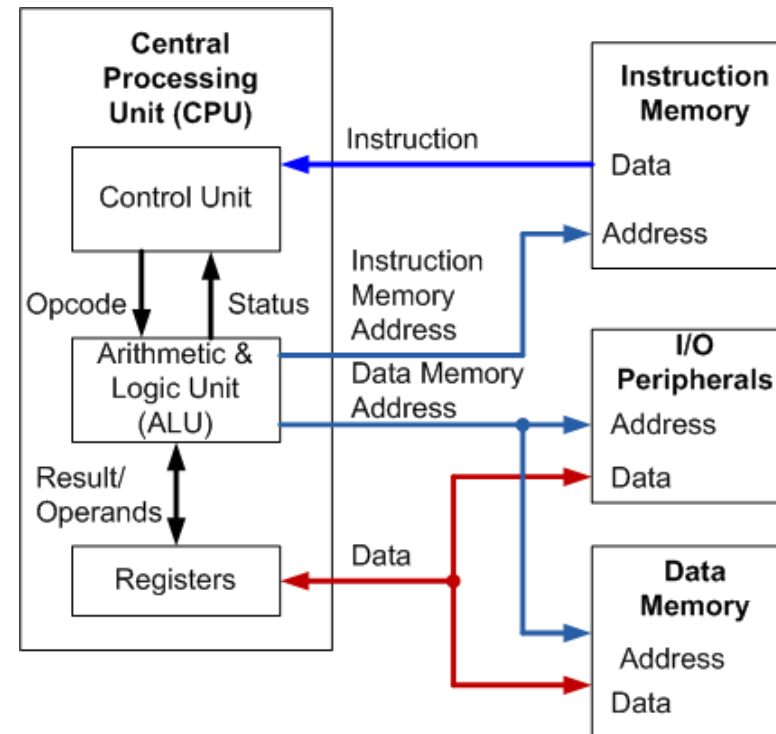 Central
Processing
Unit (CPU)
Control Unit
Opcode
Status
Arithmetic &
Logic Unit
(ALU)
Result/
Operands
Registers
Instruction
Instruction
Memory
Address
Data Memory
Address
Data
Instruction
Memory
Data
Address
I/O
Peripherals
Address
Data
Data
Memory
Address
Data